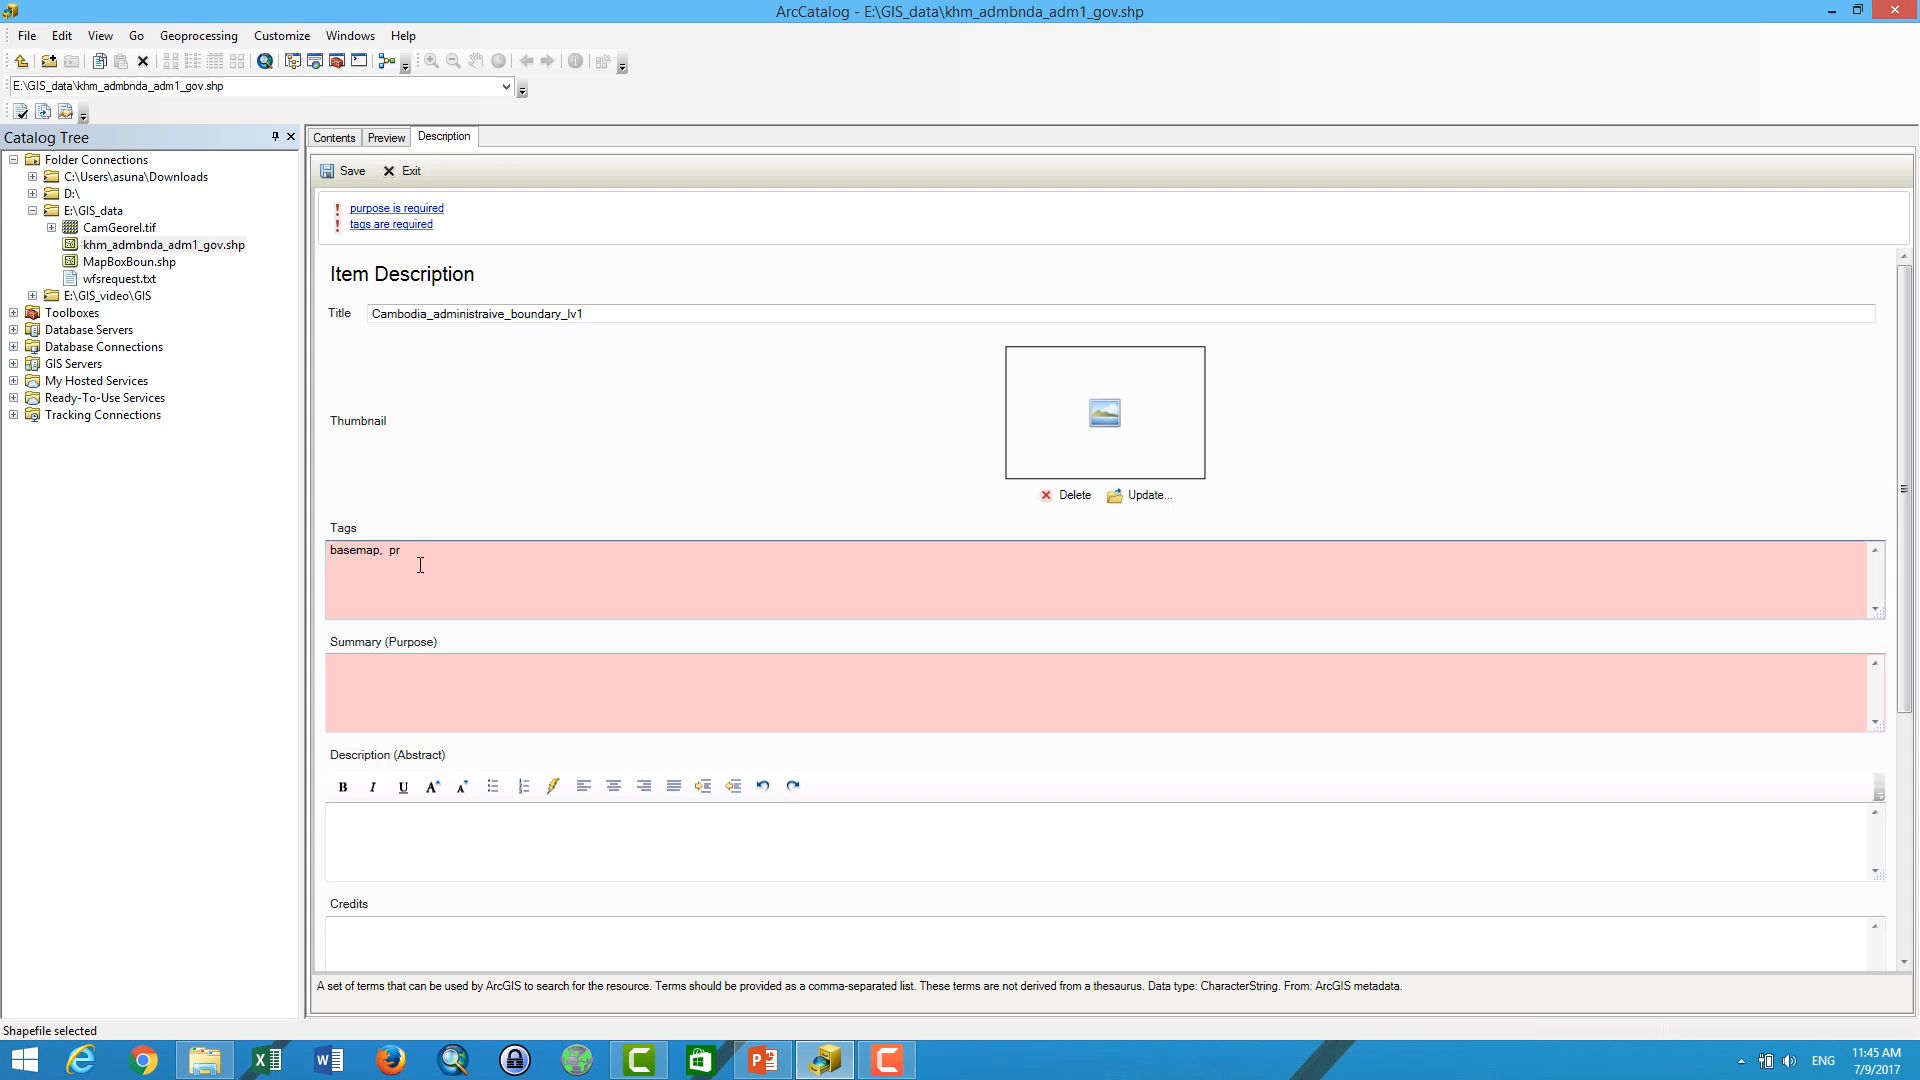 ArcCatalog - E:\GIS_data\khm_admbnda_adm1_gov.shp
File Edit View Go Geoprocessing Customize Windows Help
E:\GIS_data\khm_admbnda_adm1_gov.shp
Catalog Tree
Folder Connections
C:\Users\asuna\Downloads
D:\
E:\GIS_data
CamGeorel.tif
khm_admbnda_adm1_gov.shp
MapBoxBoun.shp
wfsrequest.txt
E:\GIS_video\GIS
Toolboxes
Database Servers
Database Connections
GIS Servers
My Hosted Services
Ready-To-Use Services
Tracking Connections
Contents Preview Description
Save Exit
purpose is required
tags are required
Item Description
Title Cambodia_administraive_boundary_lv1
Thumbnail
Delete Update...
Tags
basemap, pr
Summary (Purpose)
Description (Abstract)
B I U A A
Credits
A set of terms that can be used by ArcGIS to search for the resource. Terms should be provided as a comma-separated list. These terms are not derived from a thesaurus. Data type: CharacterString. From: ArcGIS metadata.
Shapefile selected
ENG
11:45 AM
7/9/2017